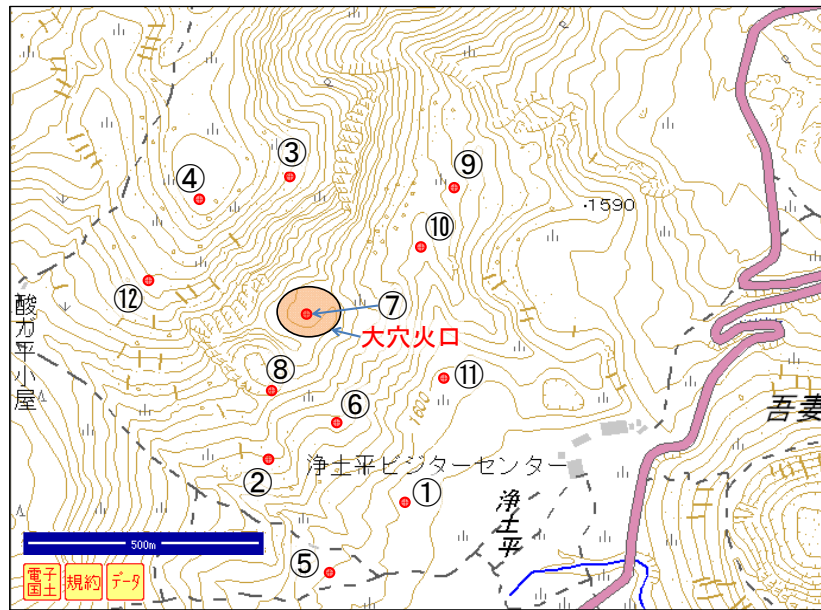 ③
⑨
④
・1590
⑩
⑫
⑦
酸ガ平小屋
大穴火口
⑧
⑪
1600
⑥
吾妻
②
浄土平ビジターセンター
①
浄土平
500m
⑤
電子国土
規約
データ